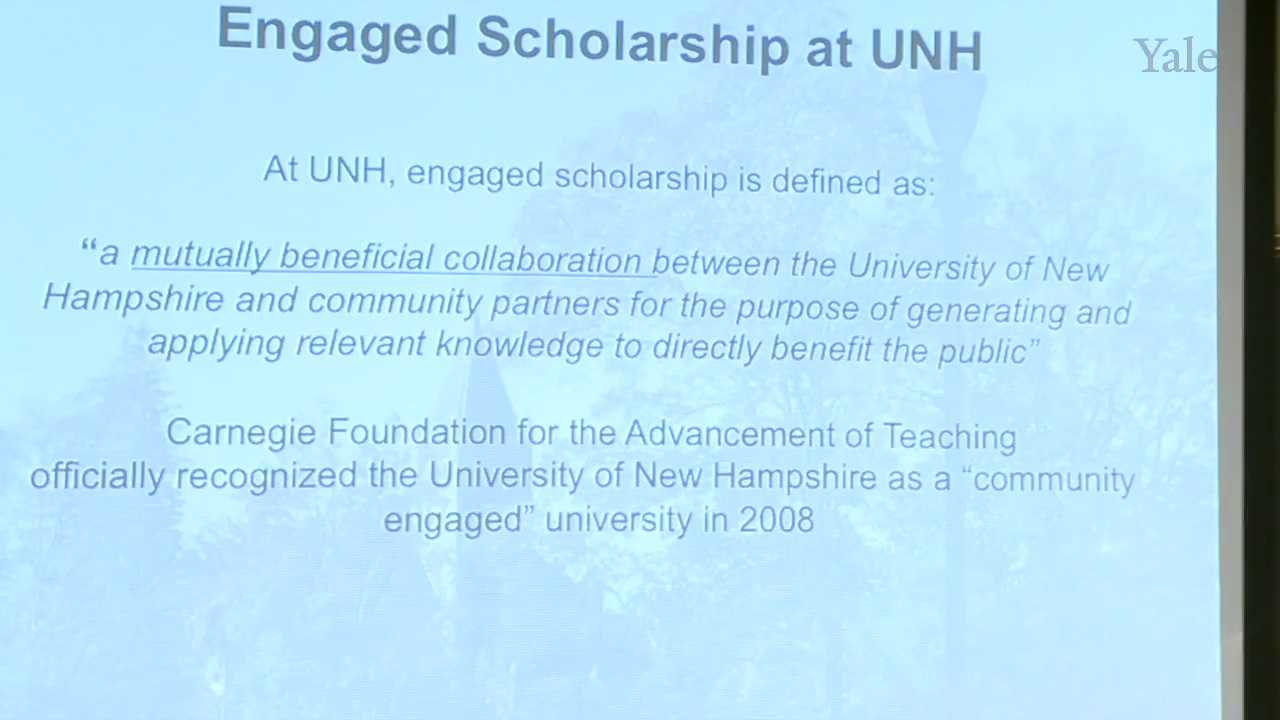 Engaged Scholarship at UNH
Yale
At UNH, engaged scholarship is defined as:
“a mutually beneficial collaboration between the University of New
Hampshire and community partners for the purpose of generating and
applying relevant knowledge to directly benefit the public”
Carnegie Foundation for the Advancement of Teaching
officially recognized the University of New Hampshire as a “community
engaged” university in 2008